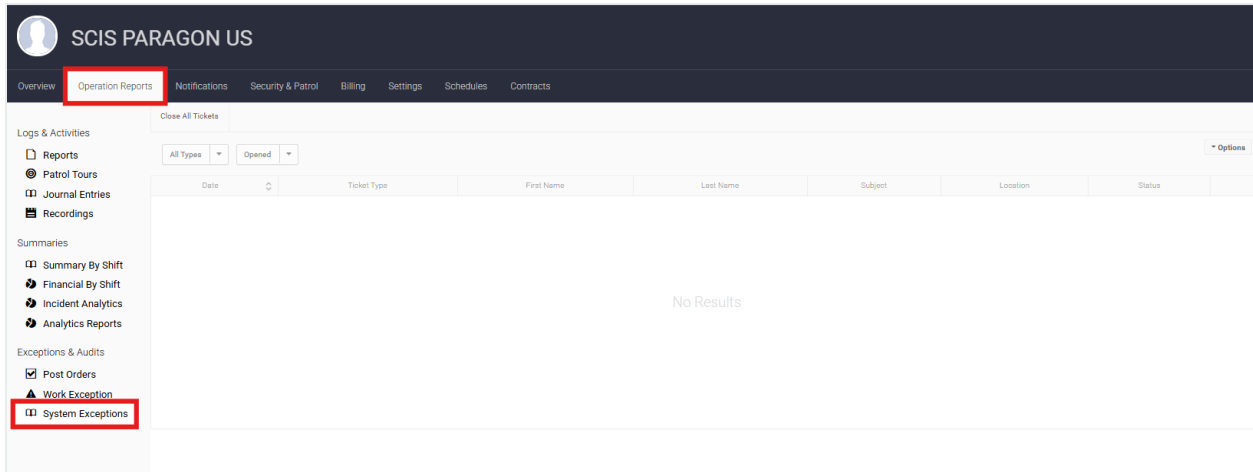 SCIS PARAGON US
Overview Operation Reports Notifications Security & Patrol Billing Settings Schedules Contracts
Close All Tickets
Logs & Activities
Reports
Patrol Tours
Journal Entries
Recordings
Summaries
Summary By Shift
Financial By Shift
Incident Analytics
Analytics Reports
Exceptions & Audits
Post Orders
Work Exception
System Exceptions
All Types Opened Options
Date Ticket Type First Name Last Name Subject Location Status
No Results